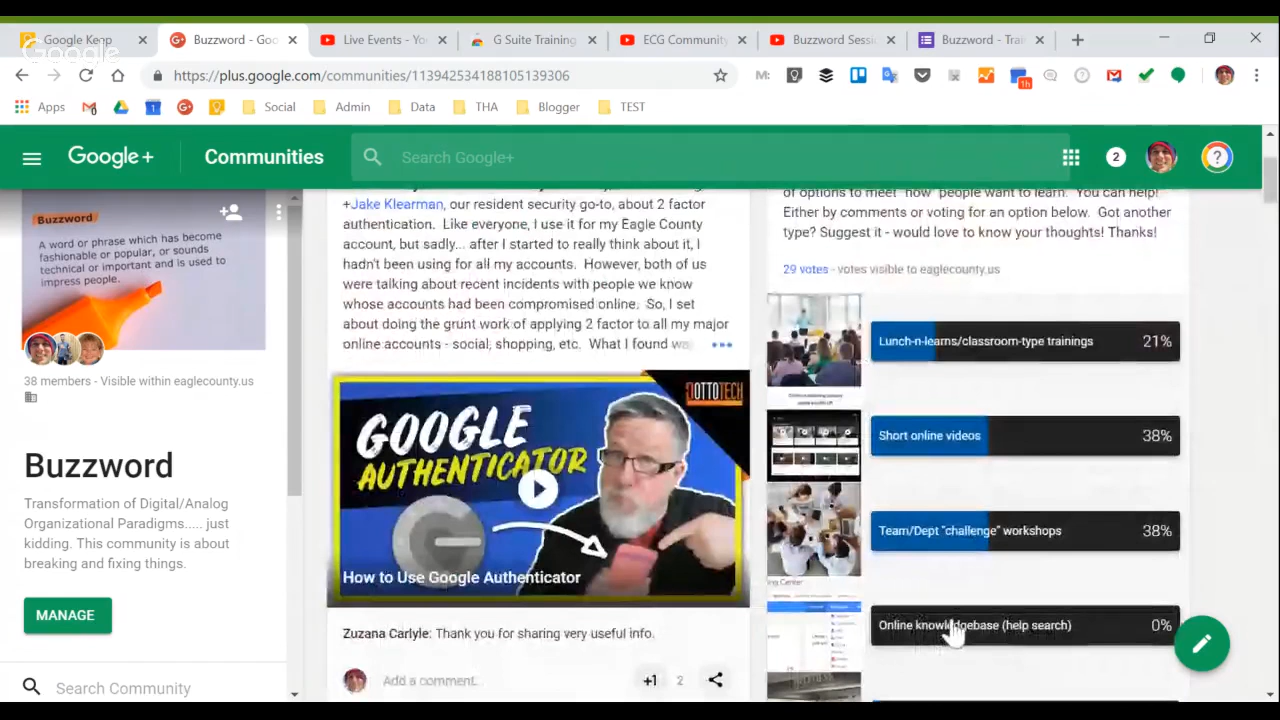 Google Keep
Buzzword - Goo
Live Events - Yo
G Suite Training
ECG Community
Buzzword Sessi
Buzzword - Trai
Google
https://plus.google.com/communities/113942534188105139306
M:
1h
Apps
1
Social
Admin
Data
THA
Blogger
TEST
Google+
Communities
Search Google+
2
?
Buzzword
A word or phrase which has become
fashionable or popular, or sounds
technical or important and is used to
impress people.
38 members - Visible within eaglecounty.us
Buzzword
Transformation of Digital/Analog
Organizational Paradigms..... just
kidding. This community is about
breaking and fixing things.
MANAGE
Search Community
+Jake Klearman, our resident security go-to, about 2 factor
authentication. Like everyone, I use it for my Eagle County
account, but sadly... after I started to really think about it, I
hadn't been using for all my accounts. However, both of us
were talking about recent incidents with people we know
whose accounts had been compromised online. So, I set
about doing the grunt work of applying 2 factor to all my major
online accounts - social, shopping, etc. What I found wa
DOTTOTECH
GOOGLE
AUTHENTICATOR
How to Use Google Authenticator
Thank you for sharing very useful info.
Add a comment...
+1
2
of options to meet "how" people want to learn. You can help!
Either by comments or voting for an option below. Got another
type? Suggest it - would love to know your thoughts! Thanks!
29 votes - votes visible to eaglecounty.us
Lunch-n-learns/classroom-type trainings
21%
Short online videos
38%
Team/Dept "challenge" workshops
38%
Online knowledgebase (help search)
0%